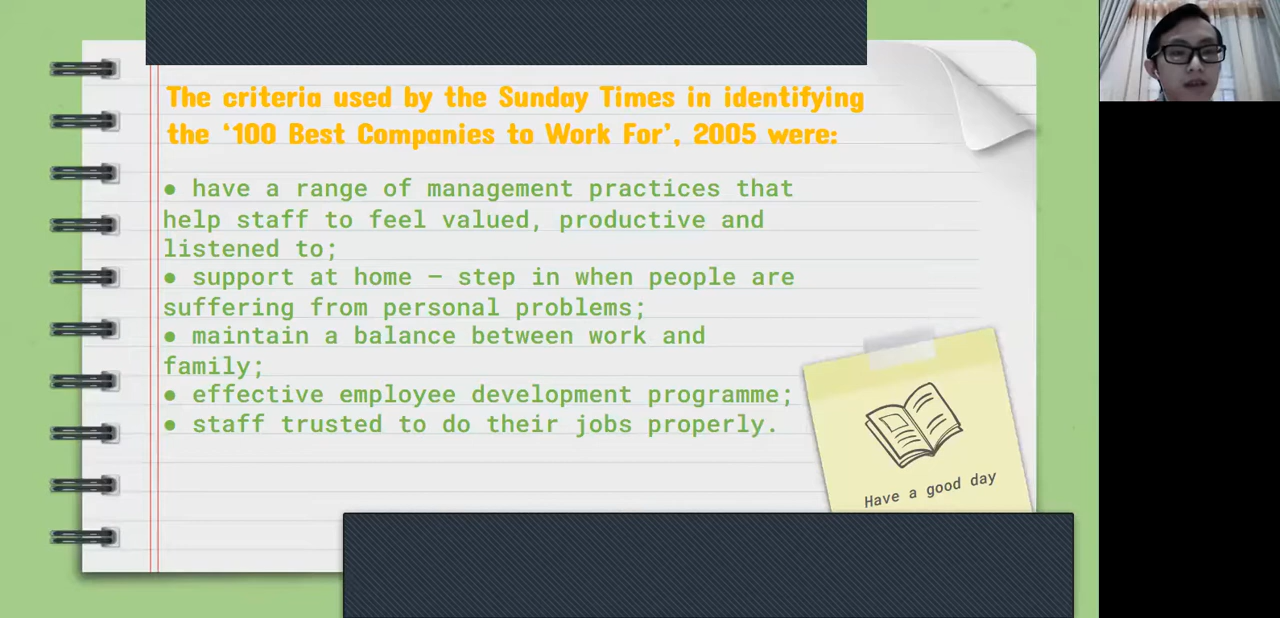 The criteria used by the Sunday Times in identifying
the ‘100 Best Companies to Work For’, 2005 were:
● have a range of management practices that
help staff to feel valued, productive and
listened to;
● support at home – step in when people are
suffering from personal problems;
● maintain a balance between work and
family;
● effective employee development programme;
● staff trusted to do their jobs properly.
Have a good day